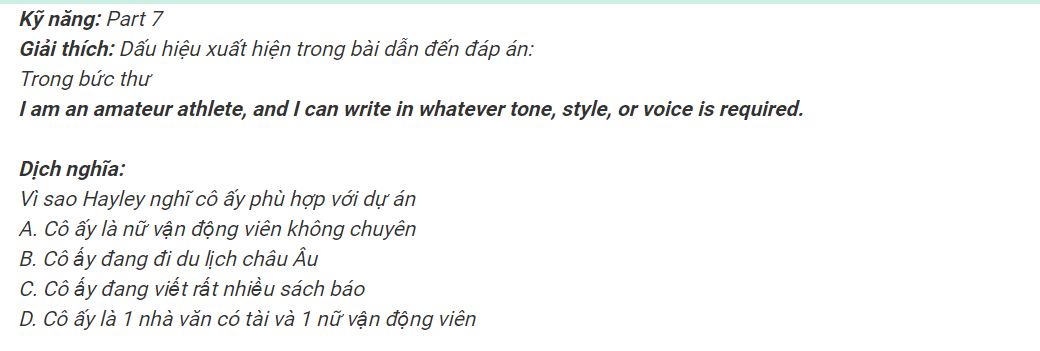 Kỹ năng: Part 7
Giải thích: Dấu hiệu xuất hiện trong bài dẫn đến đáp án:
Trong bức thư
I am an amateur athlete, and I can write in whatever tone, style, or voice is required.
Dịch nghĩa:
Vì sao Hayley nghĩ cô ấy phù hợp với dự án
A. Cô ấy là nữ vận động viên không chuyên
B. Cô ấy đang đi du lịch châu Âu
C. Cô ấy đang viết rất nhiều sách báo
D. Cô ấy là 1 nhà văn có tài và 1 nữ vận động viên